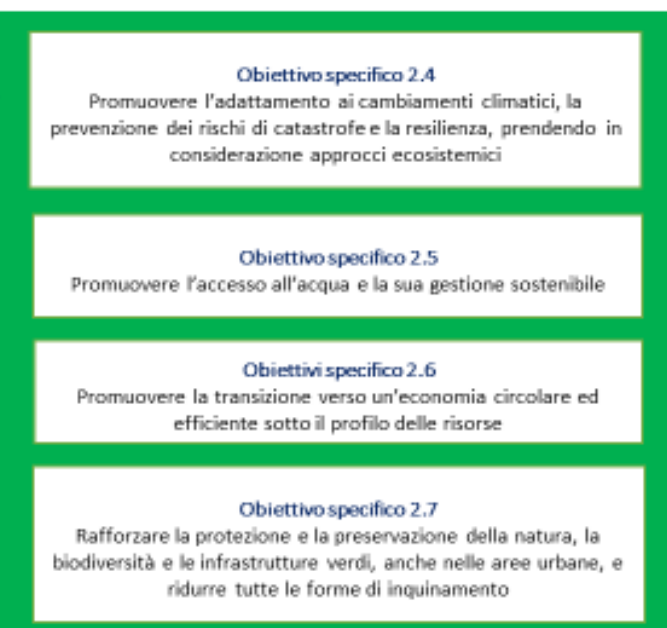 Obiettivo specifico 2.4
Promuovere l'adattamento ai cambiamenti climatici, la
prevenzione dei rischi di catastrofe e la resilienza, prendendo in
considerazione approcci ecosistemici
Obiettivo specifico 2.5
Promuovere l'accesso all'acqua e la sua gestione sostenibile
Obiettivi specifico 2.6
Promuovere la transizione verso un'economia circolare ed
efficiente sotto il profilo delle risorse
Obiettivo specifico 2.7
Rafforzare la protezione e la preservazione della natura, la
biodiversità e le infrastrutture verdi, anche nelle aree urbane, e
ridurre tutte le forme di inquinamento